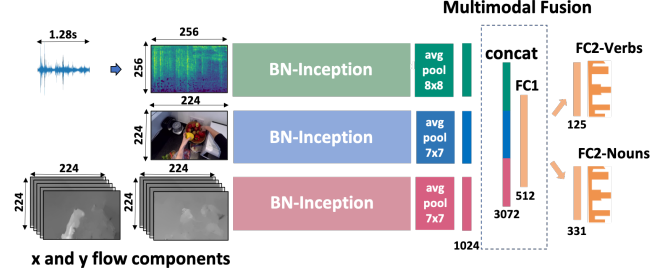 Multimodal Fusion
1.28s
256
256
BN-Inception
avg
pool
8x8
concat
FC1
FC2-Verbs
125
224
224
BN-Inception
avg
pool
7x7
224
224
224
224
BN-Inception
avg
pool
7x7
1024
3072
512
FC2-Nouns
331
x and y flow components